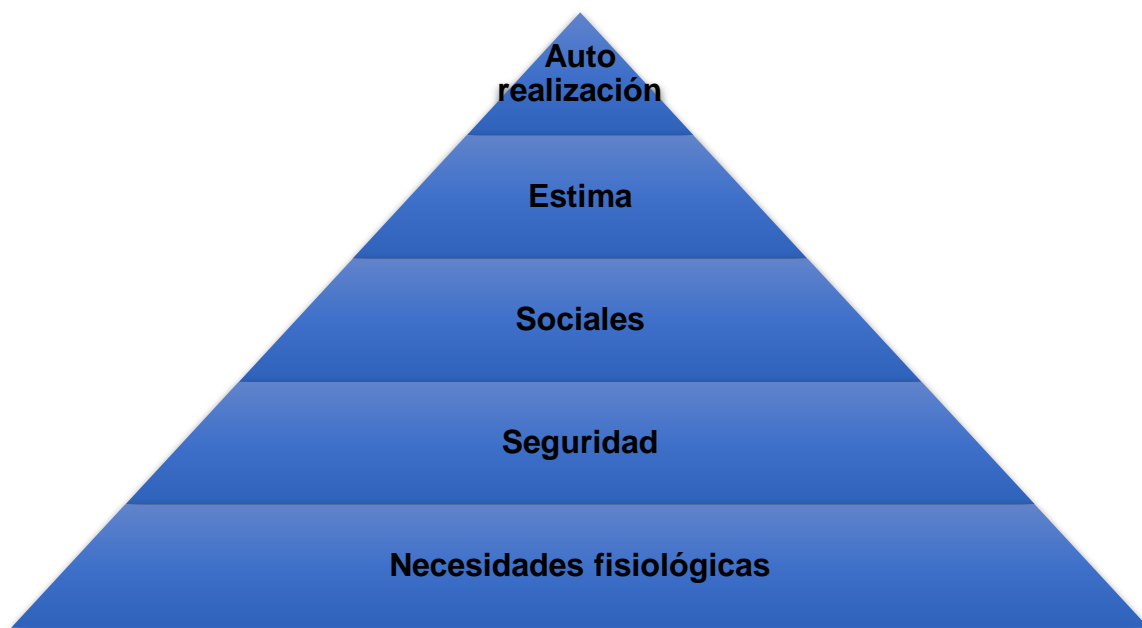 Auto
realización
Estima
Sociales
Seguridad
Necesidades fisiológicas